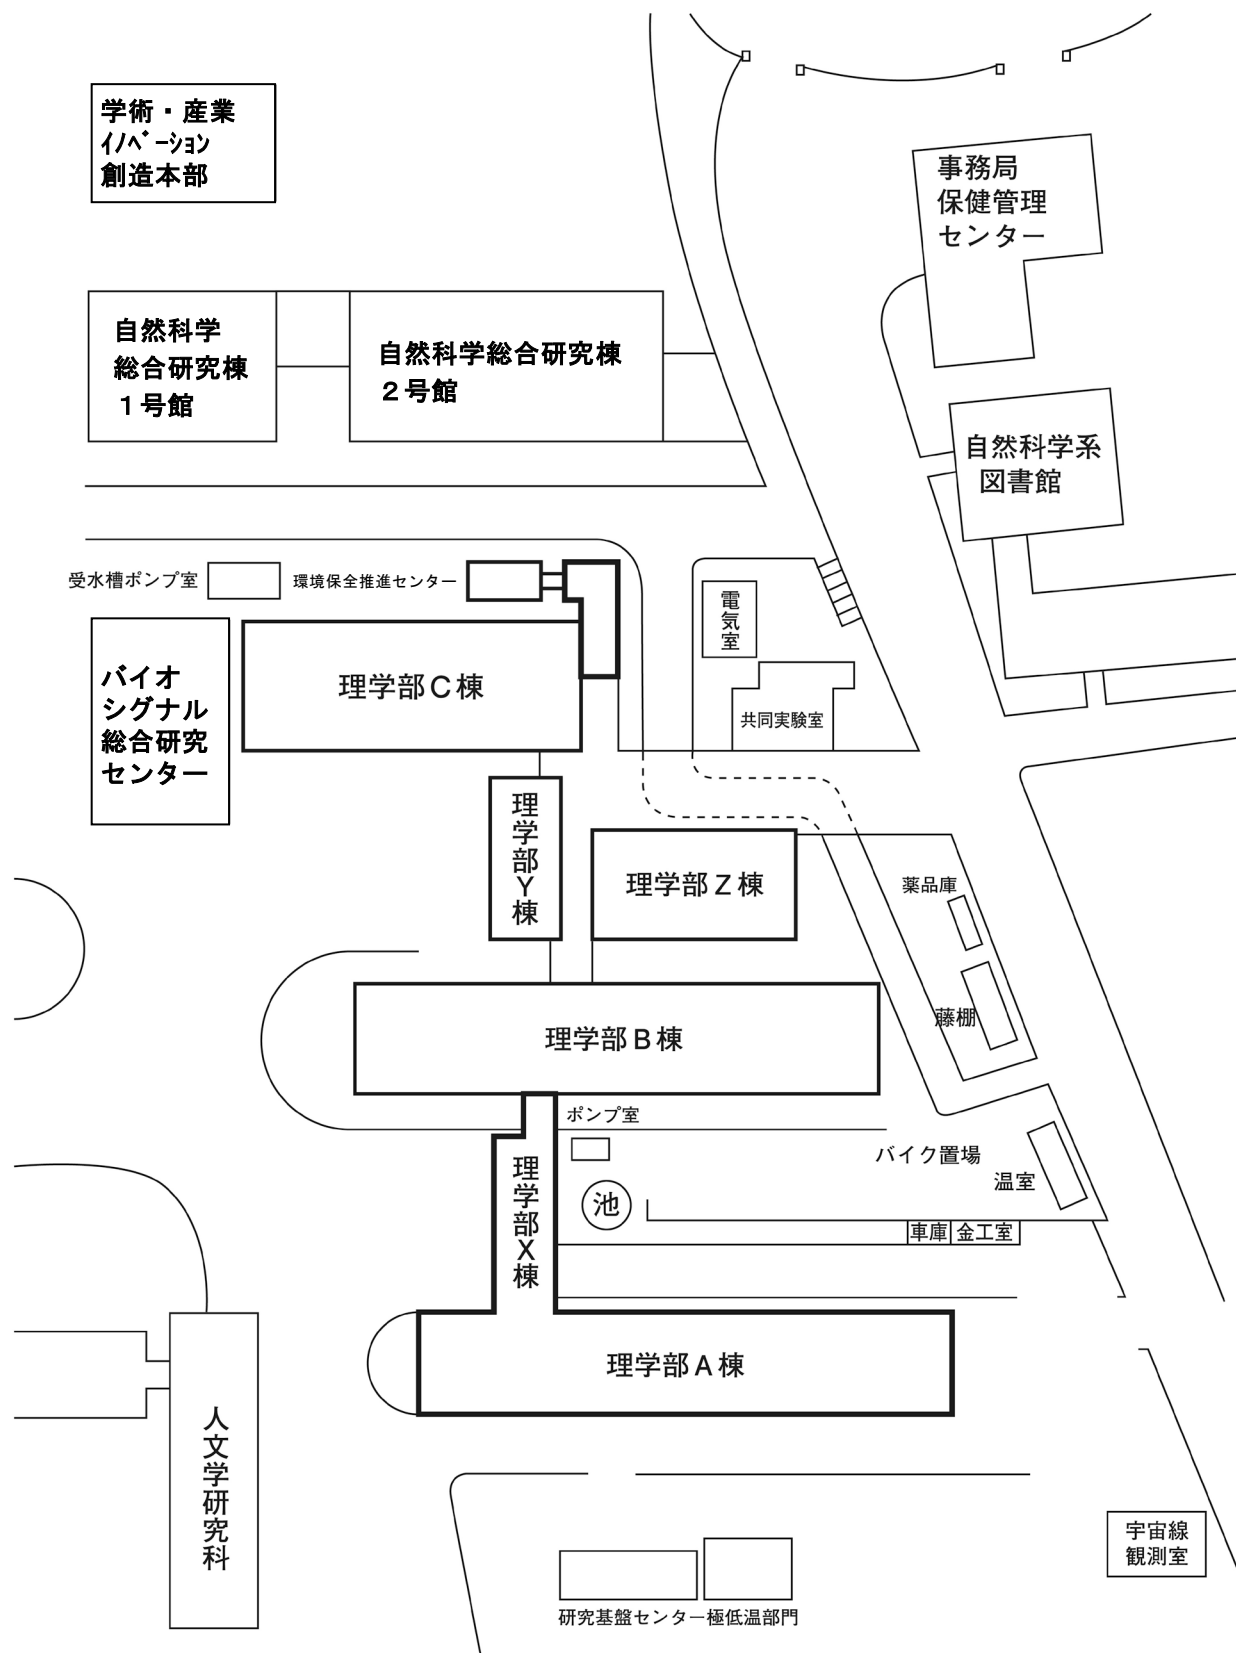 学術・産業
イノベーション
創造本部
事務局
保健管理
センター
自然科学
総合研究棟
１号館
自然科学総合研究棟
２号館
自然科学系
図書館
受水槽ポンプ室
環境保全推進センター
電気室
バイオ
シグナル
総合研究
センター
理学部Ｃ棟
共同実験室
理学部Ｙ棟
理学部Ｚ棟
薬品庫
藤棚
理学部Ｂ棟
ポンプ室
バイク置場
温室
理学部Ｘ棟
池
車庫
金工室
理学部Ａ棟
人文学研究科
宇宙線
観測室
研究基盤センター極低温部門